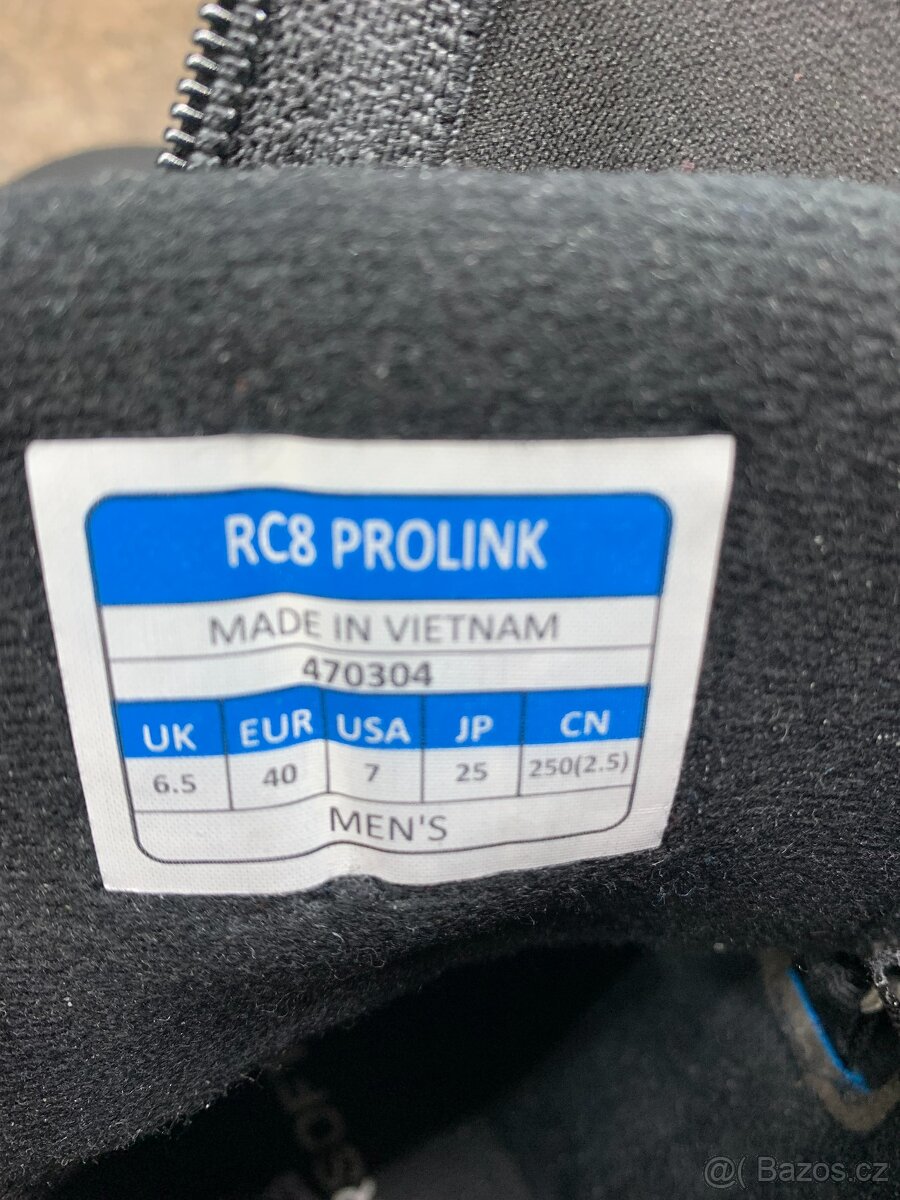 RC8 PROLINK
MADE IN VIETNAM
470304
UK EUR USA JP CN
6.5 40 7 25 250(2.5)
MEN'S
@( Bazos.cz